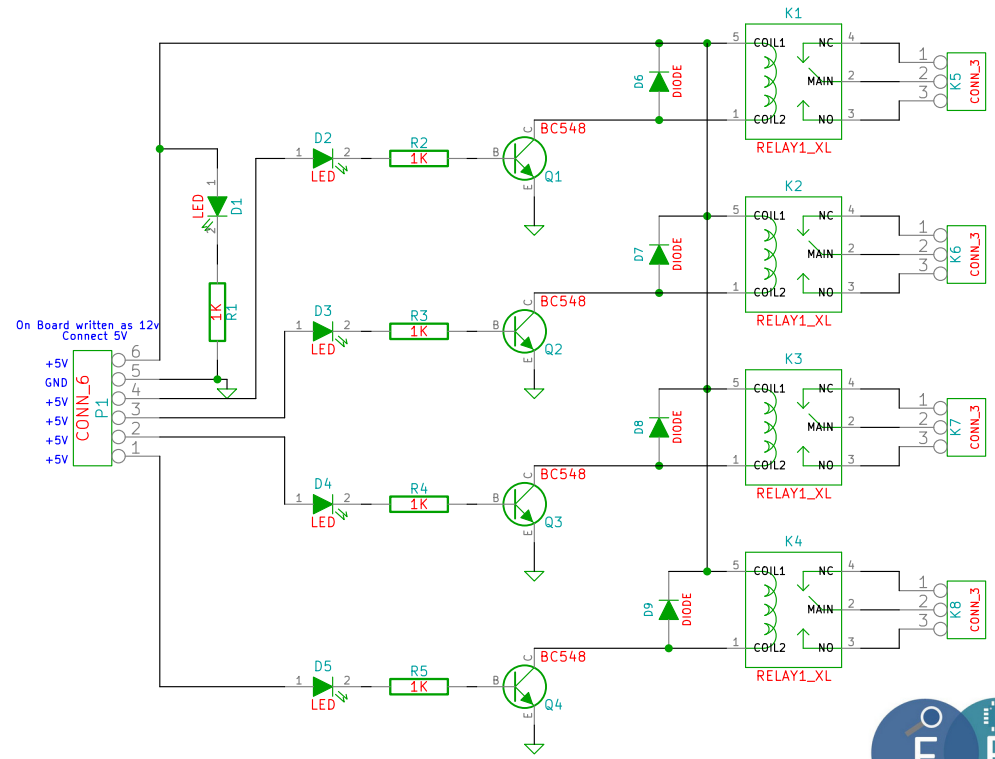 K1
5 COIL1 NC 4
D6 DIODE
MAIN 2
1 COIL2 NO 3
RELAY1_XL
1
2
3
K5 CONN_3
D2
1 2
LED
R2
1K
BC548
C
B
E
Q1
1
LED D1
2
1K R1
K2
5 COIL1 NC 4
D7 DIODE
MAIN 2
1 COIL2 NO 3
RELAY1_XL
1
2
3
K6 CONN_3
On Board written as 12v
Connect 5V
D3
1 2
LED
R3
1K
BC548
C
B
E
Q2
+5V
GND
+5V
+5V
+5V
+5V
CONN_6 P1
6
5
4
3
2
1
K3
5 COIL1 NC 4
D8 DIODE
MAIN 2
1 COIL2 NO 3
RELAY1_XL
1
2
3
K7 CONN_3
D4
1 2
LED
R4
1K
BC548
C
B
E
Q3
K4
5 COIL1 NC 4
D9 DIODE
MAIN 2
1 COIL2 NO 3
RELAY1_XL
1
2
3
K8 CONN_3
D5
1 2
LED
R5
1K
BC548
C
B
E
Q4